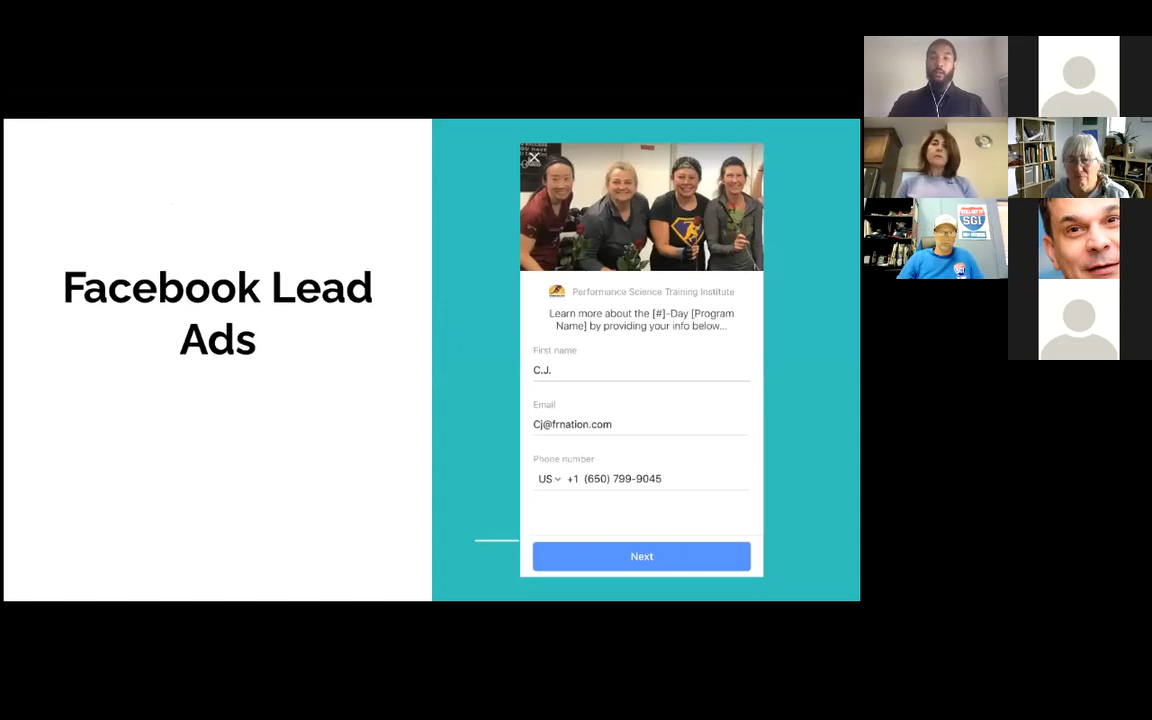 Facebook Lead
Ads
Performance Science Training Institute
Learn more about the [#]-Day [Program
Name] by providing your info below...
First name
C.J.
Email
Cj@frnation.com
Phone number
US +1 (650) 799-9045
Next
SGI